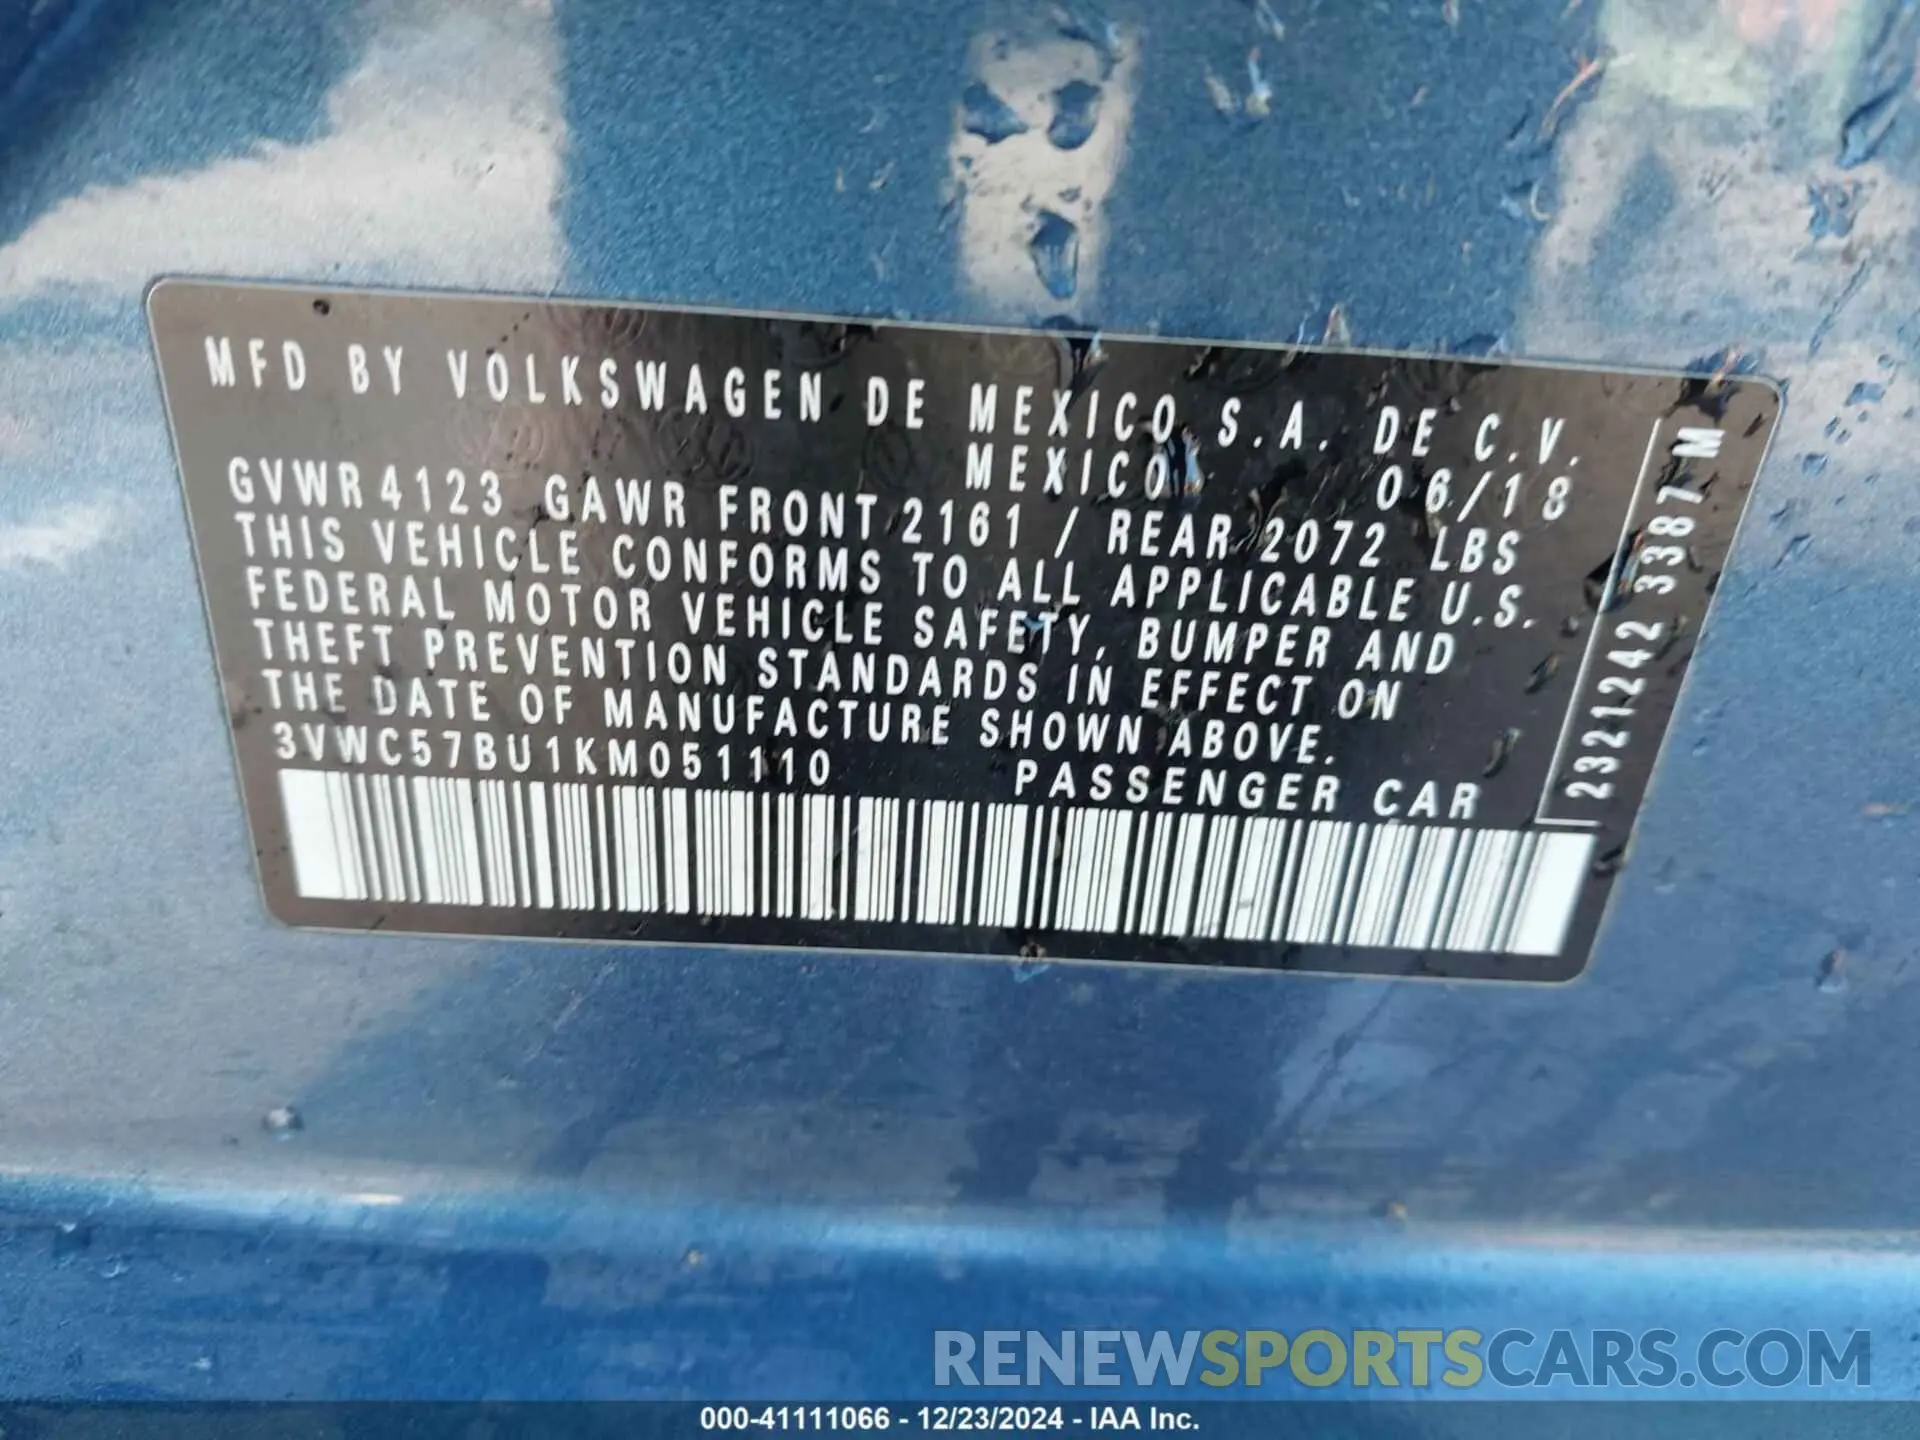 MFD BY VOLKSWAGEN DE MEXICO S.A. DE C.V.
MEXICO 06/18
GVWR 4123 GAWR FRONT 2161 / REAR 2072 LBS
THIS VEHICLE CONFORMS TO ALL APPLICABLE U.S.
FEDERAL MOTOR VEHICLE SAFETY, BUMPER AND
THEFT PREVENTION STANDARDS IN EFFECT ON
THE DATE OF MANUFACTURE SHOWN ABOVE.
3VWC57BU1KM051110 PASSENGER CAR
2321242 3387 M
RENEWSPORTSCARS.COM
000-41111066 - 12/23/2024 - IAA Inc.